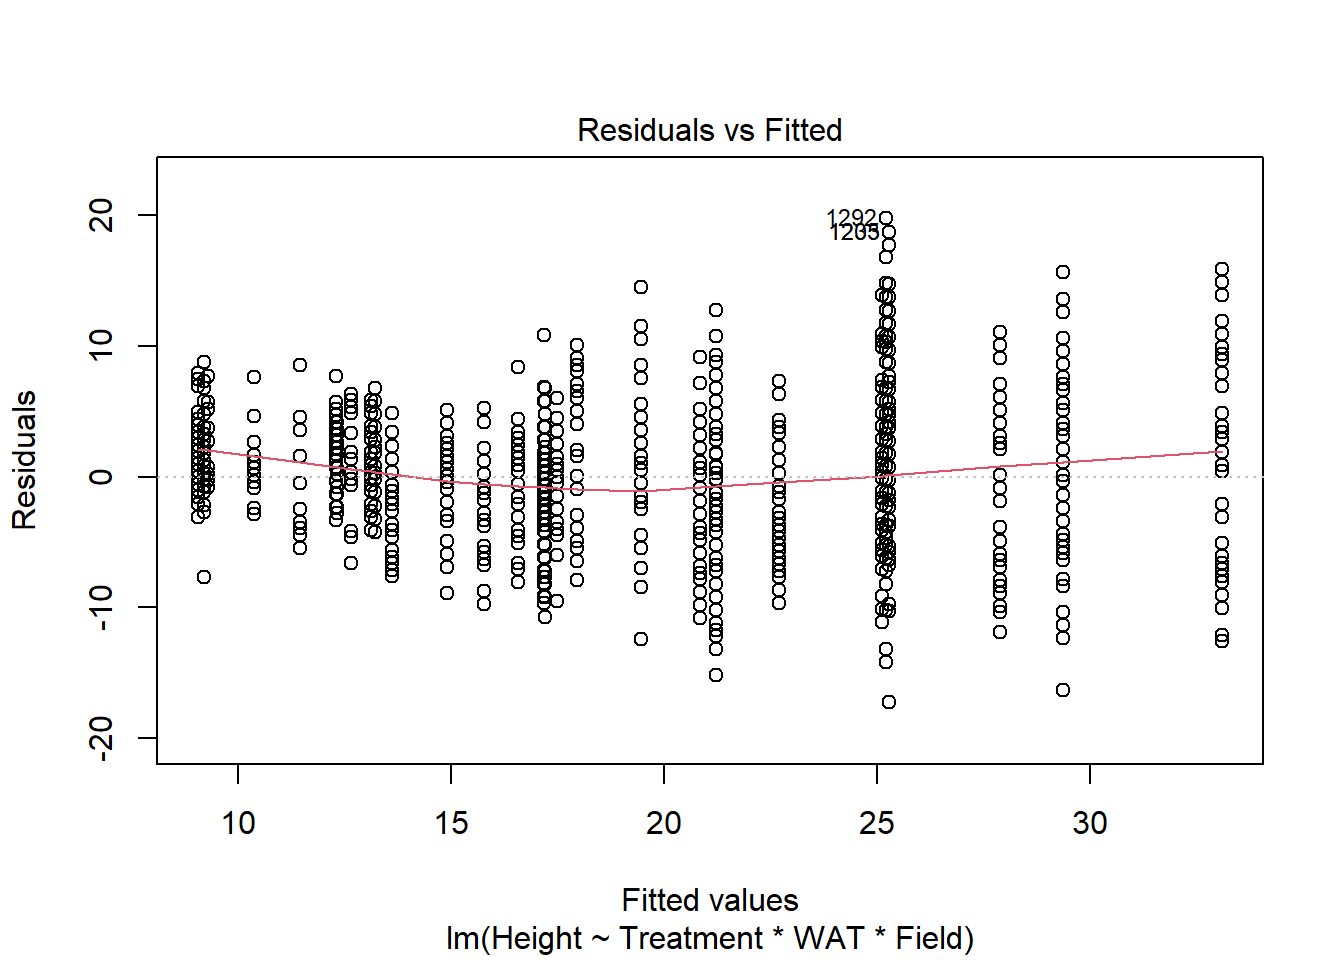 Residuals vs Fitted
Residuals
20
10
0
-10
-20
1292
1205
10 15 20 25 30
Fitted values
lm(Height ~ Treatment * WAT * Field)